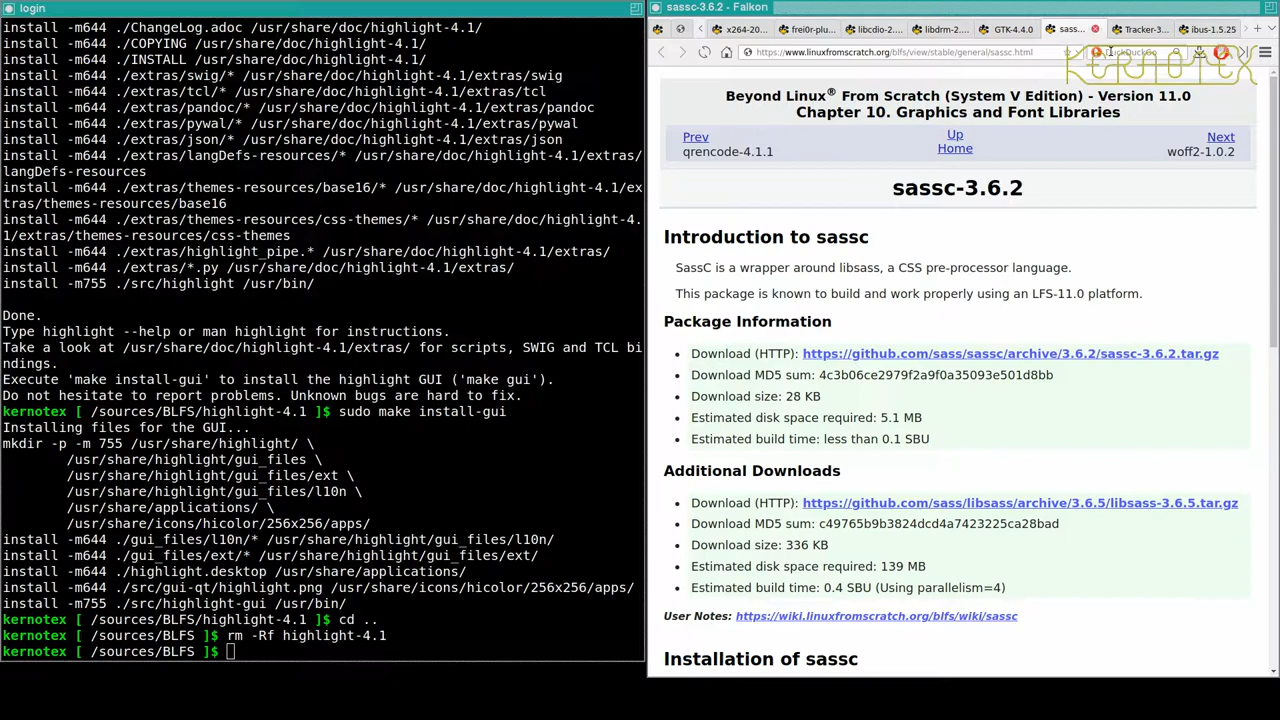 login
install -m644 ./ChangeLog.adoc /usr/share/doc/highlight-4.1/
install -m644 ./COPYING /usr/share/doc/highlight-4.1/
install -m644 ./INSTALL /usr/share/doc/highlight-4.1/
install -m644 ./extras/swig/* /usr/share/doc/highlight-4.1/extras/swig
install -m644 ./extras/tcl/* /usr/share/doc/highlight-4.1/extras/tcl
install -m644 ./extras/pandoc/* /usr/share/doc/highlight-4.1/extras/pandoc
install -m644 ./extras/pywal/* /usr/share/doc/highlight-4.1/extras/pywal
install -m644 ./extras/json/* /usr/share/doc/highlight-4.1/extras/json
install -m644 ./extras/langDefs-resources/* /usr/share/doc/highlight-4.1/extras/
langDefs-resources
install -m644 ./extras/themes-resources/base16/* /usr/share/doc/highlight-4.1/ex
tras/themes-resources/base16
install -m644 ./extras/themes-resources/css-themes/* /usr/share/doc/highlight-4.
1/extras/themes-resources/css-themes
install -m644 ./extras/highlight_pipe.* /usr/share/doc/highlight-4.1/extras/
install -m644 ./extras/*.py /usr/share/doc/highlight-4.1/extras/
install -m755 ./src/highlight /usr/bin/
Done.
Type highlight --help or man highlight for instructions.
Take a look at /usr/share/doc/highlight-4.1/extras/ for scripts, SWIG and TCL bi
ndings.
Execute 'make install-gui' to install the highlight GUI ('make gui').
Do not hesitate to report problems. Unknown bugs are hard to fix.
kernotex [ /sources/BLFS/highlight-4.1 ]$ sudo make install-gui
Installing files for the GUI...
mkdir -p -m 755 /usr/share/highlight/ \
/usr/share/highlight/gui_files \
/usr/share/highlight/gui_files/ext \
/usr/share/highlight/gui_files/l10n \
/usr/share/applications/ \
/usr/share/icons/hicolor/256x256/apps/
install -m644 ./gui_files/l10n/* /usr/share/highlight/gui_files/l10n/
install -m644 ./gui_files/ext/* /usr/share/highlight/gui_files/ext/
install -m644 ./highlight.desktop /usr/share/applications/
install -m644 ./src/gui-qt/highlight.png /usr/share/icons/hicolor/256x256/apps/
install -m755 ./src/highlight-gui /usr/bin/
kernotex [ /sources/BLFS/highlight-4.1 ]$ cd ..
kernotex [ /sources/BLFS ]$ rm -Rf highlight-4.1
kernotex [ /sources/BLFS ]$
sassc-3.6.2 - Falkon
x264-20... frei0r-plu... libcdio-2... libdrm-2... GTK-4.4.0 sass... Tracker-3... ibus-1.5.25
https://www.linuxfromscratch.org/blfs/view/stable/general/sassc.html DuckDuckGo
KERNOTEX
Beyond Linux® From Scratch (System V Edition) - Version 11.0
Chapter 10. Graphics and Font Libraries
Prev Up Next
qrencode-4.1.1 Home woff2-1.0.2
sassc-3.6.2
Introduction to sassc
SassC is a wrapper around libsass, a CSS pre-processor language.
This package is known to build and work properly using an LFS-11.0 platform.
Package Information
• Download (HTTP): https://github.com/sass/sassc/archive/3.6.2/sassc-3.6.2.tar.gz
• Download MD5 sum: 4c3b06ce2979f2a9f0a35093e501d8bb
• Download size: 28 KB
• Estimated disk space required: 5.1 MB
• Estimated build time: less than 0.1 SBU
Additional Downloads
• Download (HTTP): https://github.com/sass/libsass/archive/3.6.5/libsass-3.6.5.tar.gz
• Download MD5 sum: c49765b9b3824dcd4a7423225ca28bad
• Download size: 336 KB
• Estimated disk space required: 139 MB
• Estimated build time: 0.4 SBU (Using parallelism=4)
User Notes: https://wiki.linuxfromscratch.org/blfs/wiki/sassc
Installation of sassc